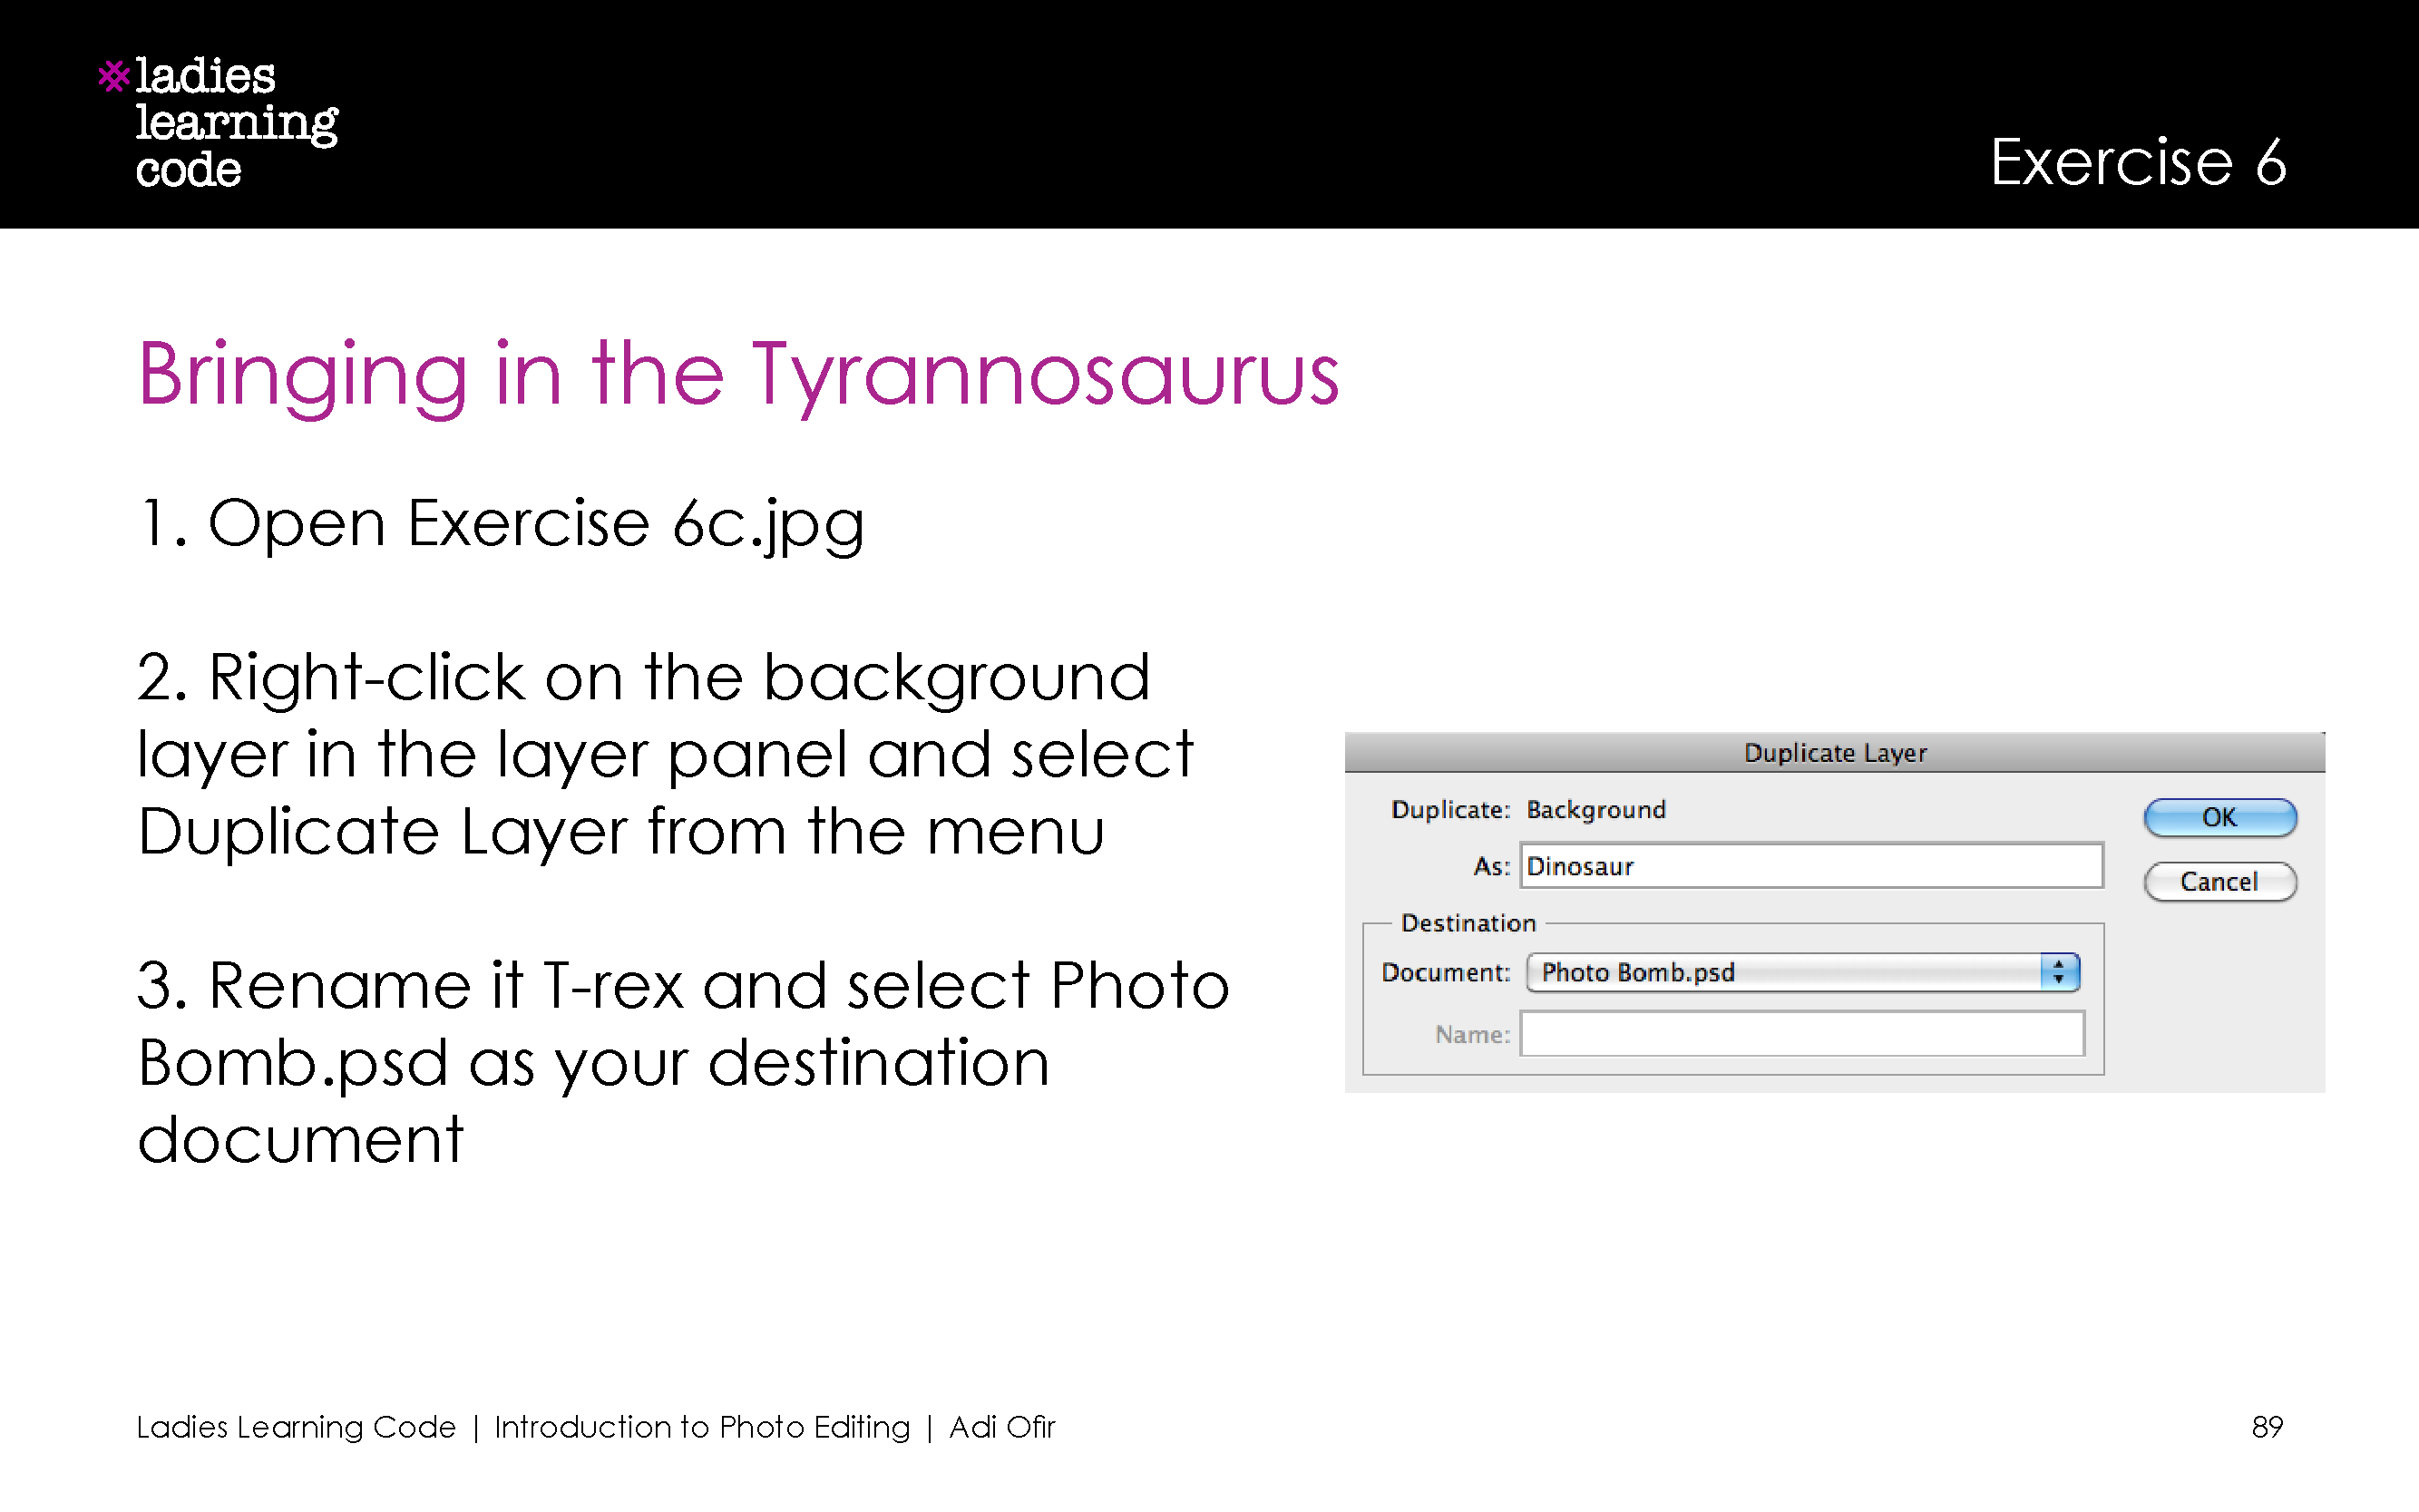 ladies
learning
code
Exercise 6
Bringing in the Tyrannosaurus
1. Open Exercise 6c.jpg
2. Right-click on the background
layer in the layer panel and select
Duplicate Layer from the menu
3. Rename it T-rex and select Photo
Bomb.psd as your destination
document
Duplicate Layer
Duplicate: Background
OK
As: Dinosaur
Cancel
Destination
Document: Photo Bomb.psd
Name:
Ladies Learning Code | Introduction to Photo Editing | Adi Ofir
89